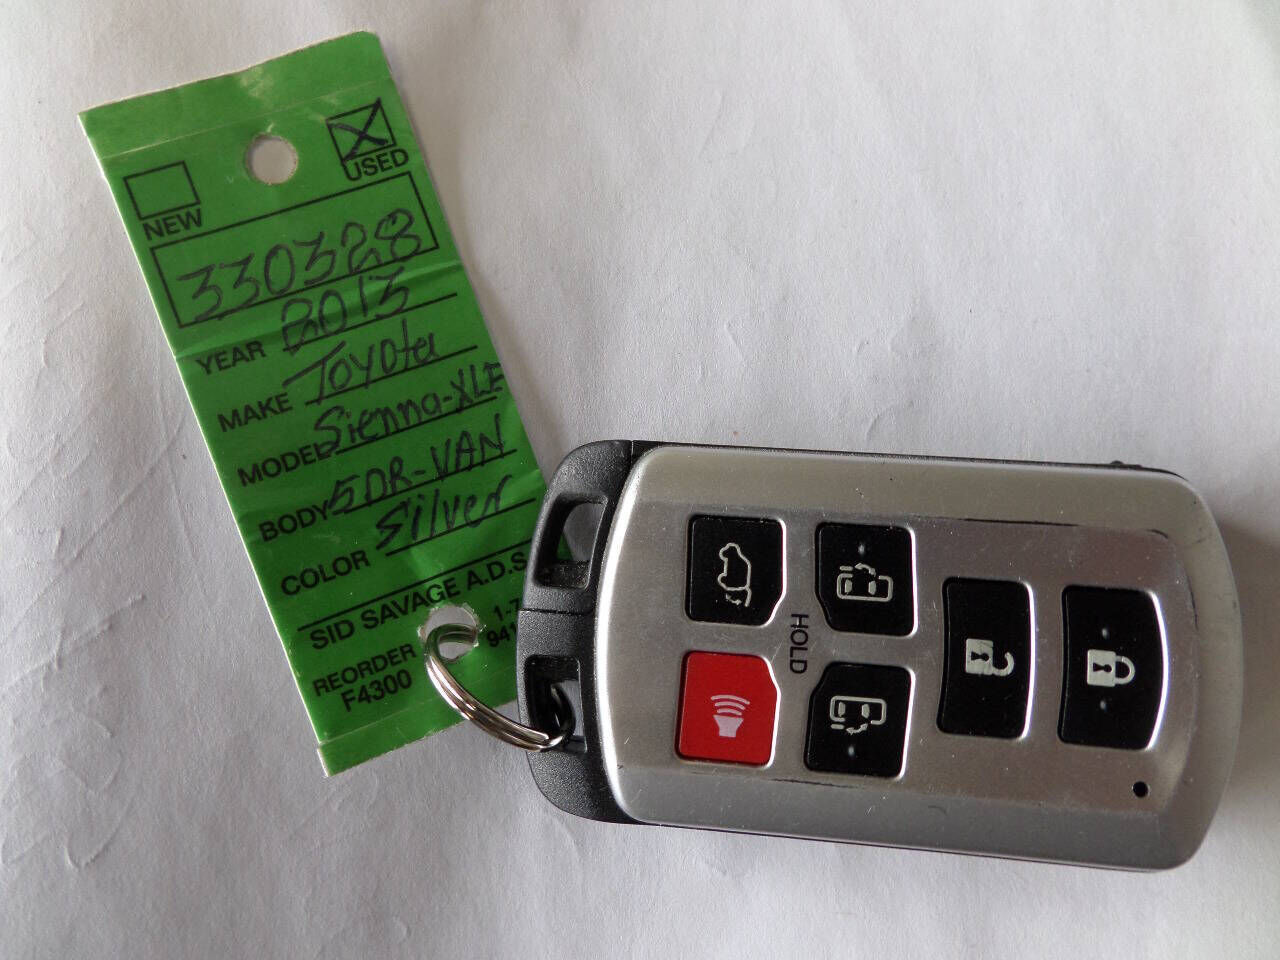 USED
NEW
330328
YEAR 2013
MAKE Toyota
MODEL Sienna-XLE
BODY 5DR-VAN
COLOR Silver
SID SAVAGE A.D.S
REORDER
F4300
HOLD